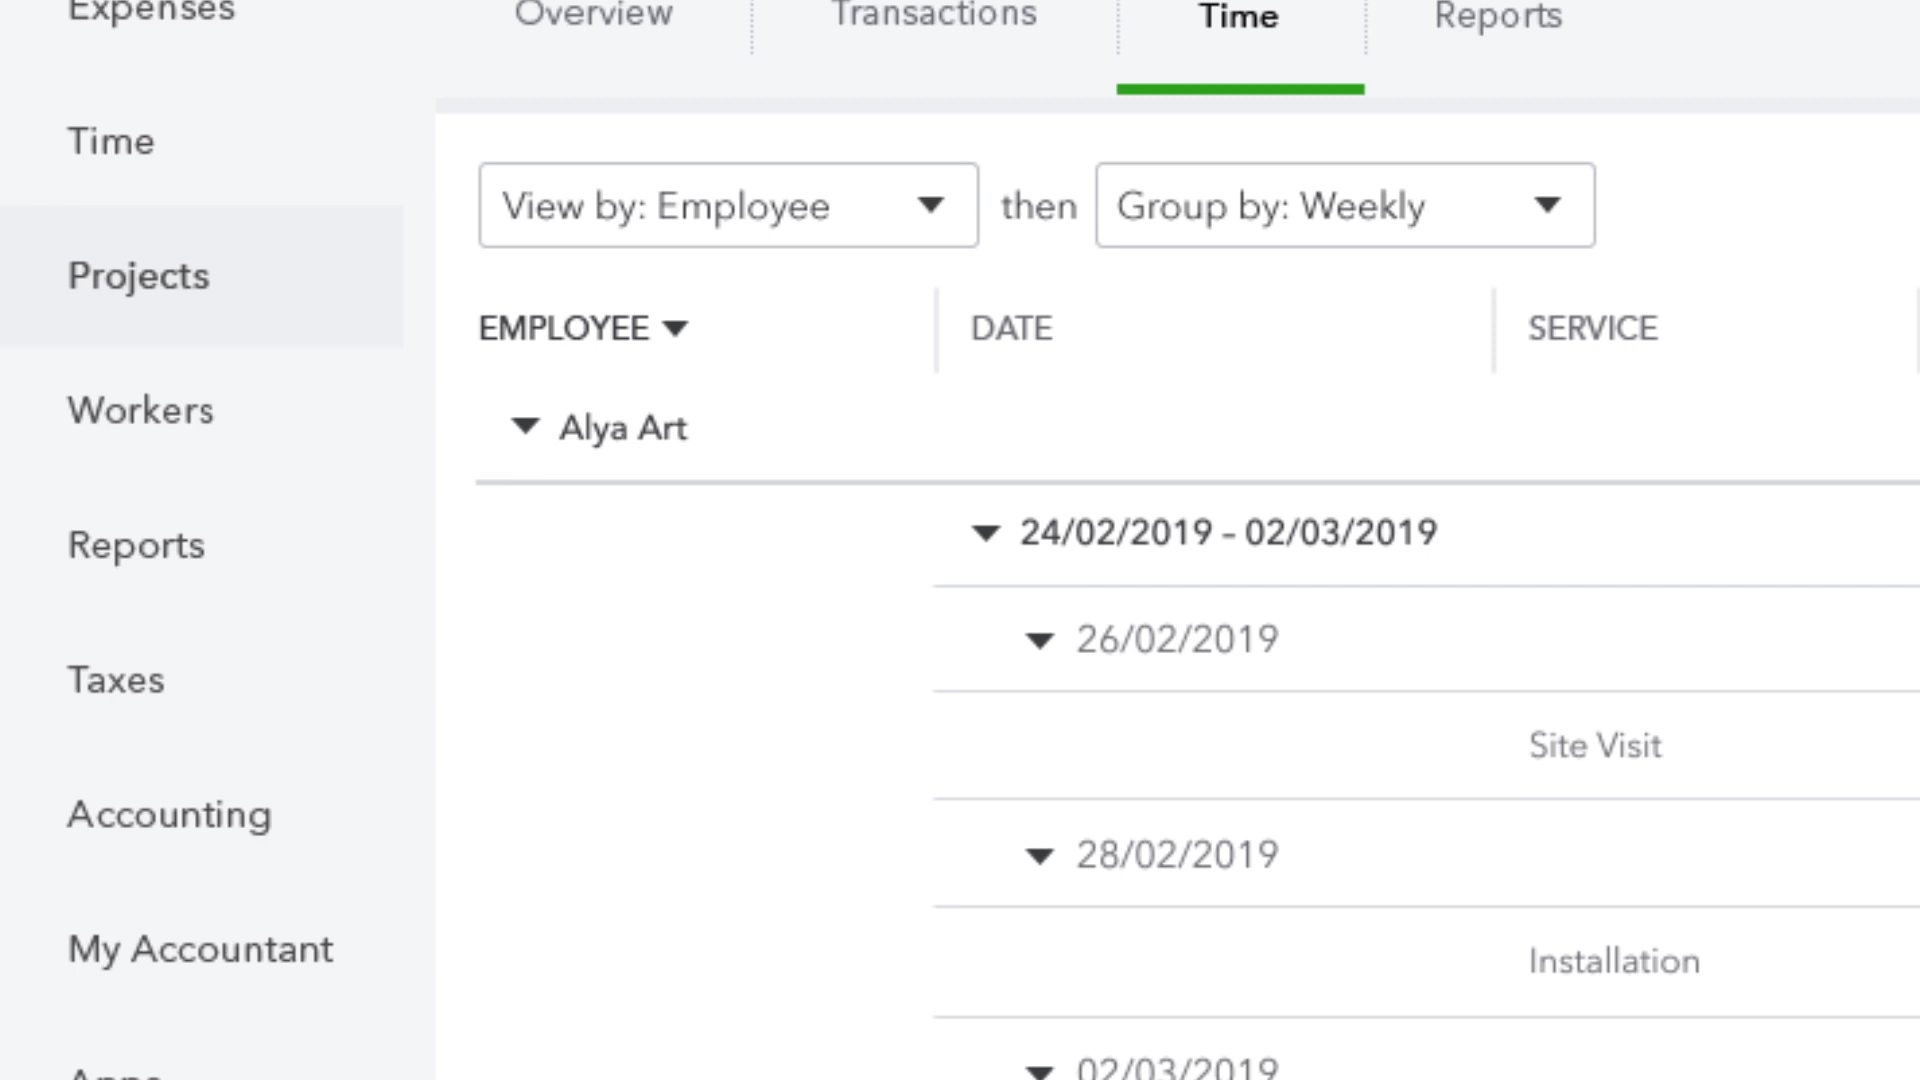 Expenses
Overview
Transactions
Time
Reports
Time
Projects
Workers
Reports
Taxes
Accounting
My Accountant
Apps
View by: Employee
then
Group by: Weekly
EMPLOYEE
DATE
SERVICE
Alya Art
24/02/2019 - 02/03/2019
26/02/2019
Site Visit
28/02/2019
Installation
02/03/2019